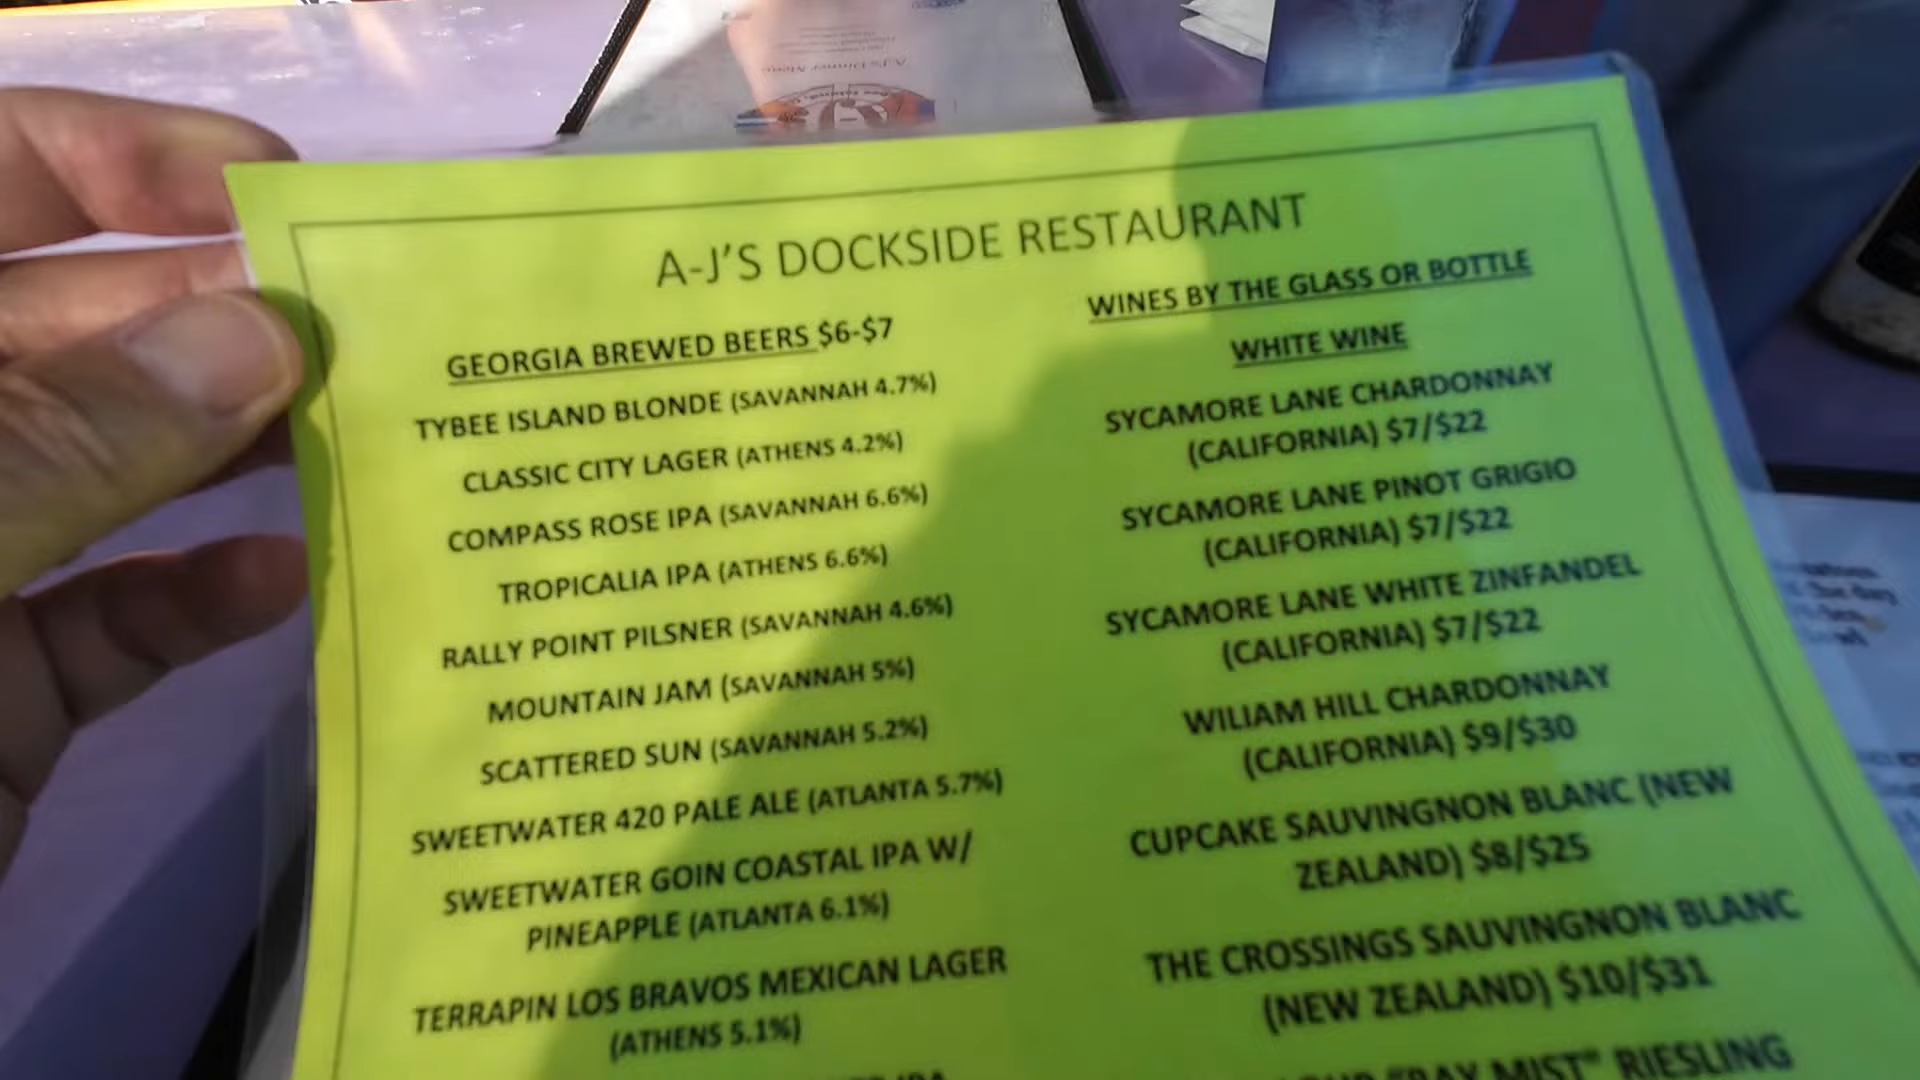 A-J'S DOCKSIDE RESTAURANT
GEORGIA BREWED BEERS $6-$7
TYBEE ISLAND BLONDE (SAVANNAH 4.7%)
CLASSIC CITY LAGER (ATHENS 4.2%)
COMPASS ROSE IPA (SAVANNAH 6.6%)
TROPICALIA IPA (ATHENS 6.6%)
RALLY POINT PILSNER (SAVANNAH 4.6%)
MOUNTAIN JAM (SAVANNAH 5%)
SCATTERED SUN (SAVANNAH 5.2%)
SWEETWATER 420 PALE ALE (ATLANTA 5.7%)
SWEETWATER GOIN COASTAL IPA W/
PINEAPPLE (ATLANTA 6.1%)
TERRAPIN LOS BRAVOS MEXICAN LAGER
(ATHENS 5.1%)
IPA
WINES BY THE GLASS OR BOTTLE
WHITE WINE
SYCAMORE LANE CHARDONNAY
(CALIFORNIA) $7/$22
SYCAMORE LANE PINOT GRIGIO
(CALIFORNIA) $7/$22
SYCAMORE LANE WHITE ZINFANDEL
(CALIFORNIA) $7/$22
WILIAM HILL CHARDONNAY
(CALIFORNIA) $9/$30
CUPCAKE SAUVINGNON BLANC (NEW
ZEALAND) $8/$25
THE CROSSINGS SAUVINGNON BLANC
(NEW ZEALAND) $10/$31
"BAY MIST" RIESLING
A-J's Dinner Menu